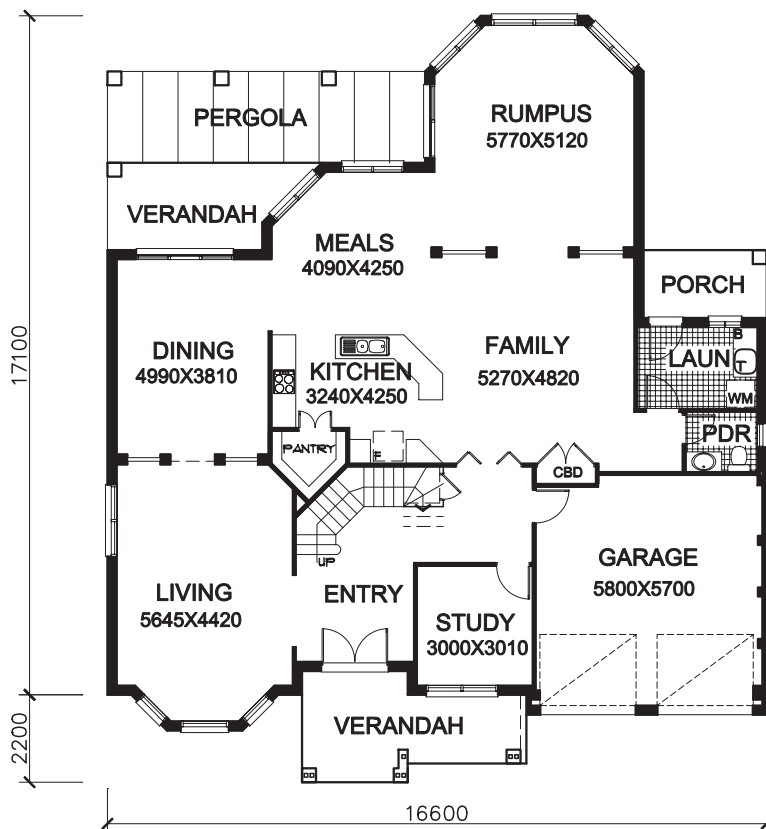 RUMPUS
5770X5120
PERGOLA
VERANDAH
MEALS
4090X4250
PORCH
17100
DINING
4990X3810
KITCHEN
3240X4250
FAMILY
5270X4820
B
LAUN
T
WM
PDR
PANTRY
F
CBD
UP
LIVING
5645X4420
ENTRY
STUDY
3000X3010
GARAGE
5800X5700
VERANDAH
2200
16600